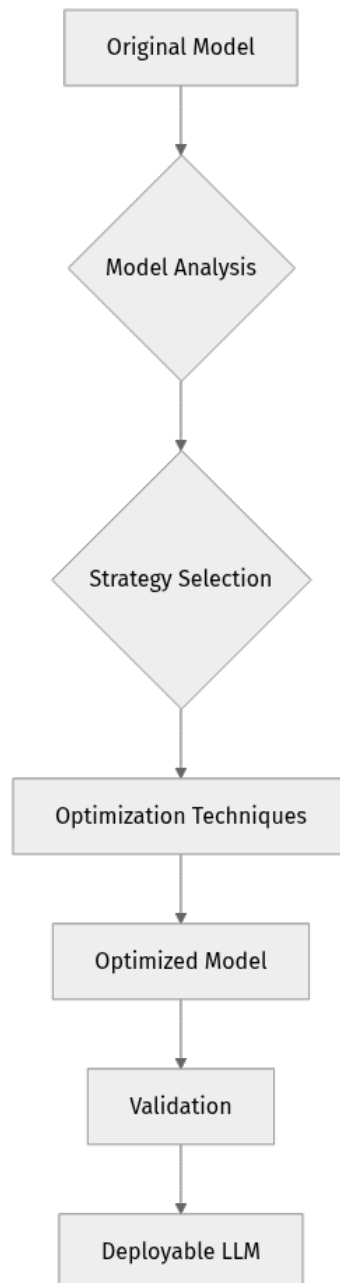 Original Model
Model Analysis
Strategy Selection
Optimization Techniques
Optimized Model
Validation
Deployable LLM